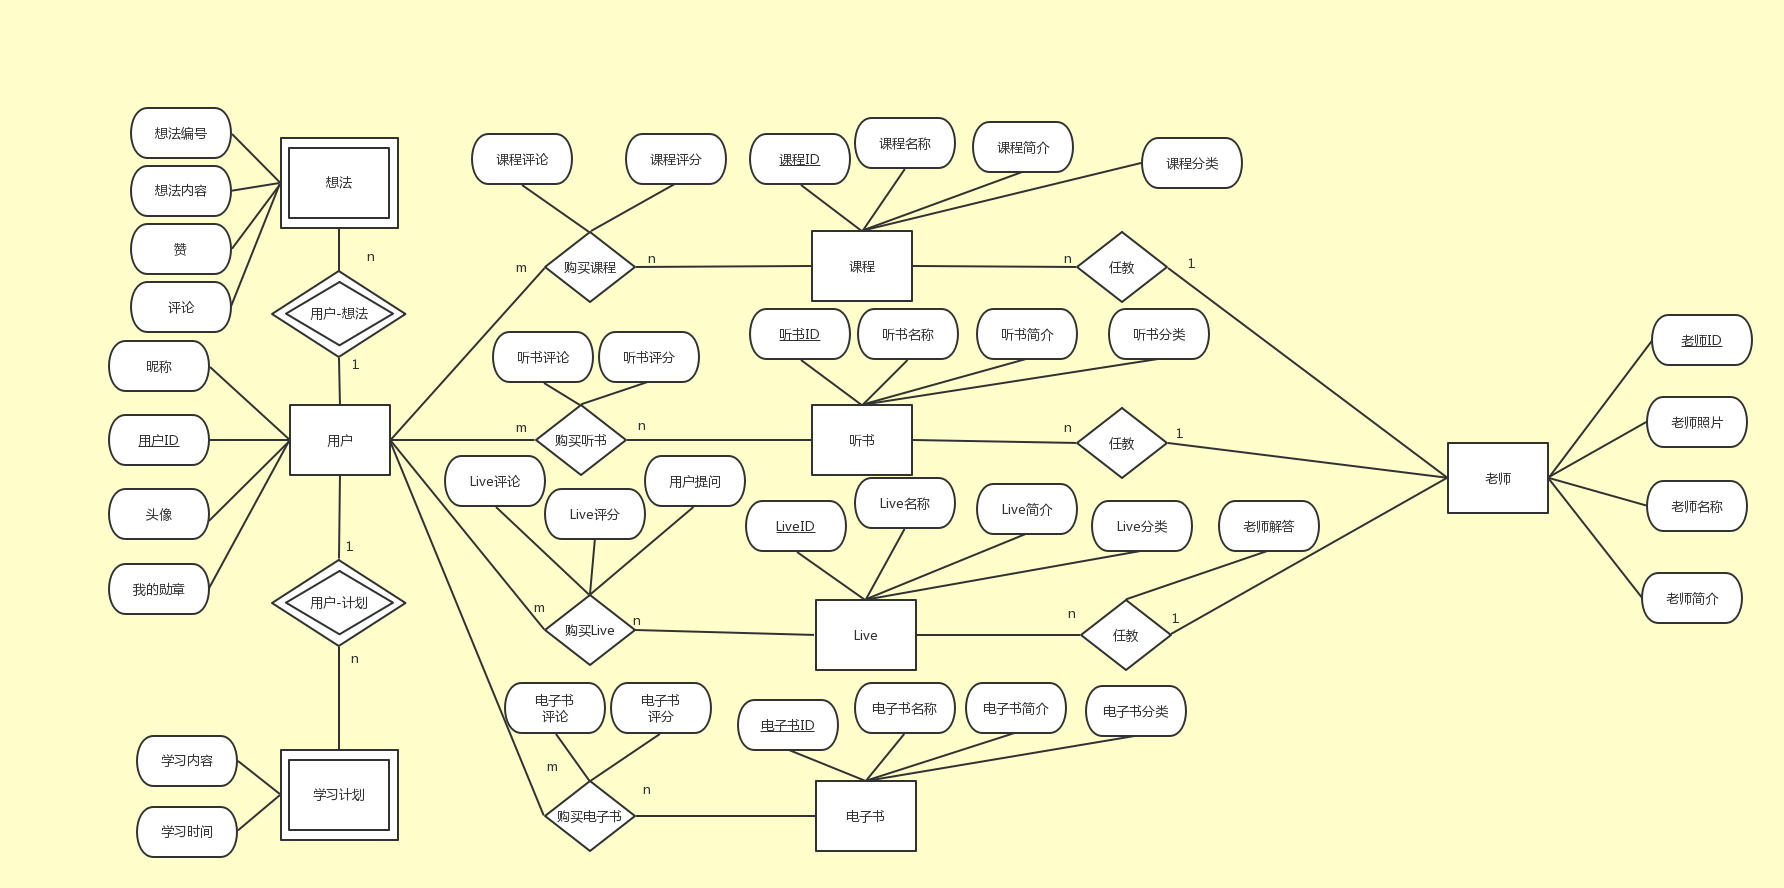 想法编号
想法内容
赞
评论
想法
n
用户-想法
1
昵称
用户ID
头像
我的勋章
用户
1
用户-计划
n
学习内容
学习时间
学习计划
课程评论
课程评分
m
购买课程
n
课程ID
课程名称
课程简介
课程分类
课程
n
任教
1
听书评论
听书评分
m
购买听书
n
听书ID
听书名称
听书简介
听书分类
听书
n
任教
1
Live评论
Live评分
用户提问
m
购买Live
n
LiveID
Live名称
Live简介
Live分类
老师解答
Live
n
任教
1
电子书
评论
电子书
评分
m
购买电子书
n
电子书ID
电子书名称
电子书简介
电子书分类
电子书
老师
老师ID
老师照片
老师名称
老师简介